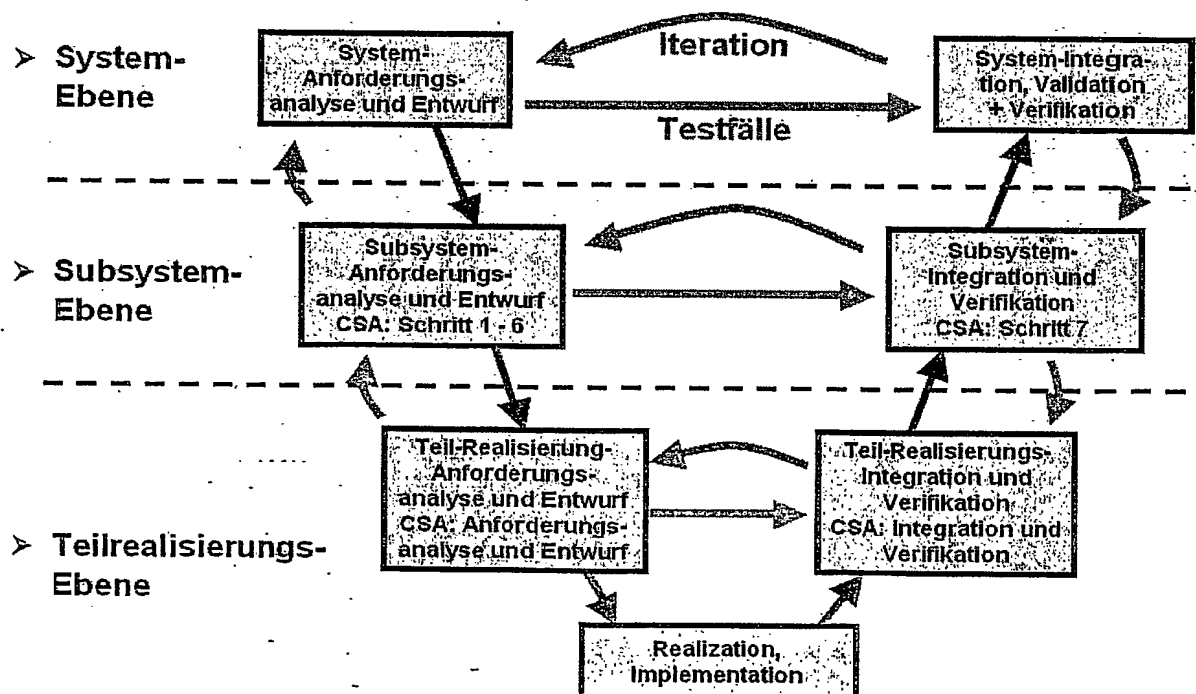 ➢ System-
Ebene
System-
Anforderungs-
analyse und Entwurf
Iteration
Testfälle
System-Integra-
tion, Validation
+ Verifikation
➢ Subsystem-
Ebene
Subsystem-
Anforderungs-
analyse und Entwurf
CSA: Schritt 1 - 6
Subsystem-
Integration und
Verifikation
CSA: Schritt 7
➢ Teilrealisierungs-
Ebene
Teil-Realisierung-
Anforderungs-
analyse und Entwurf
CSA: Anforderungs-
analyse und Entwurf
Teil-Realisierungs-
Integration und
Verifikation
CSA: Integration und
Verifikation
Realization,
Implementation